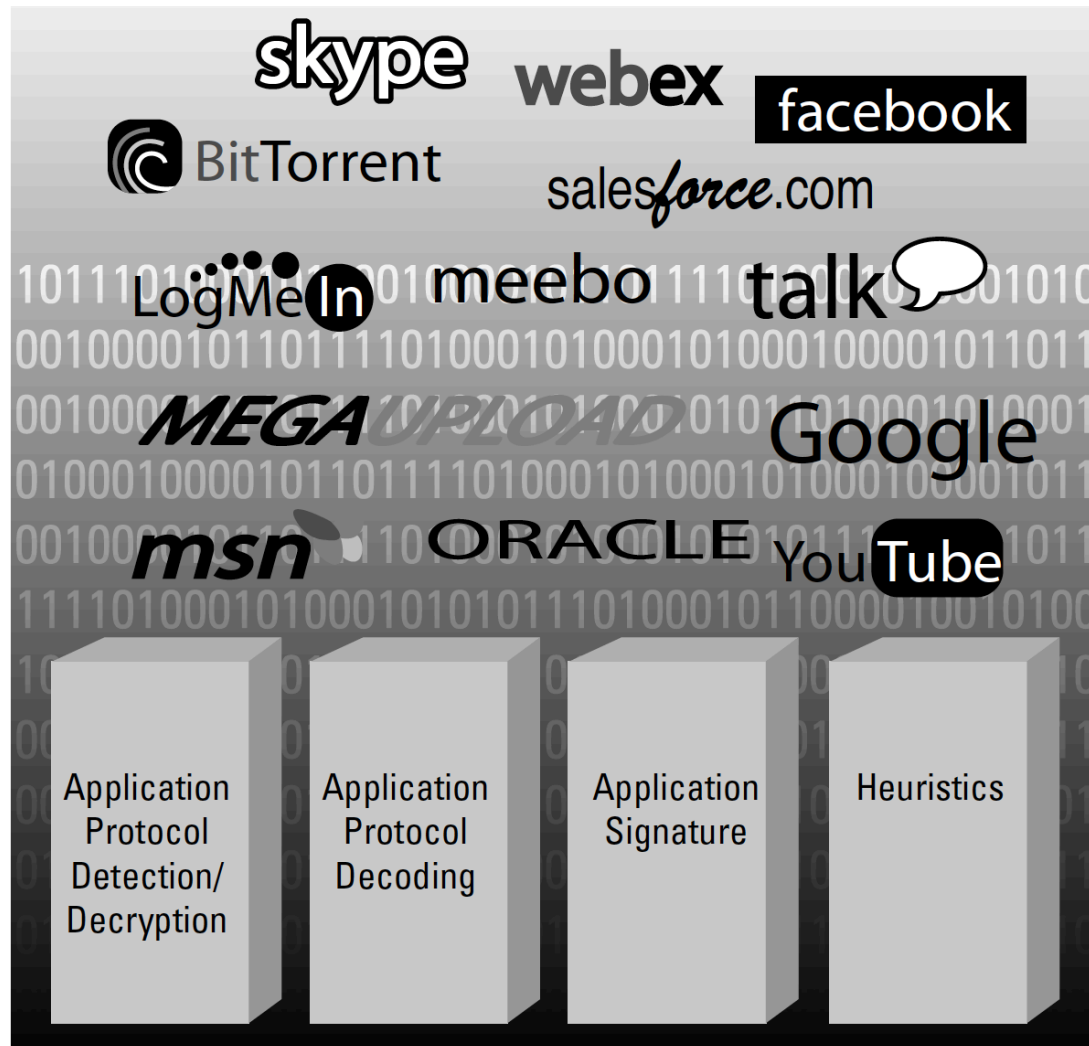 skype
webex
facebook
BitTorrent
salesforce.com
LogMeIn
meebo
talk
MEGAUPLOAD
Google
msn
ORACLE
YouTube
Application
Protocol
Detection/
Decryption
Application
Protocol
Decoding
Application
Signature
Heuristics